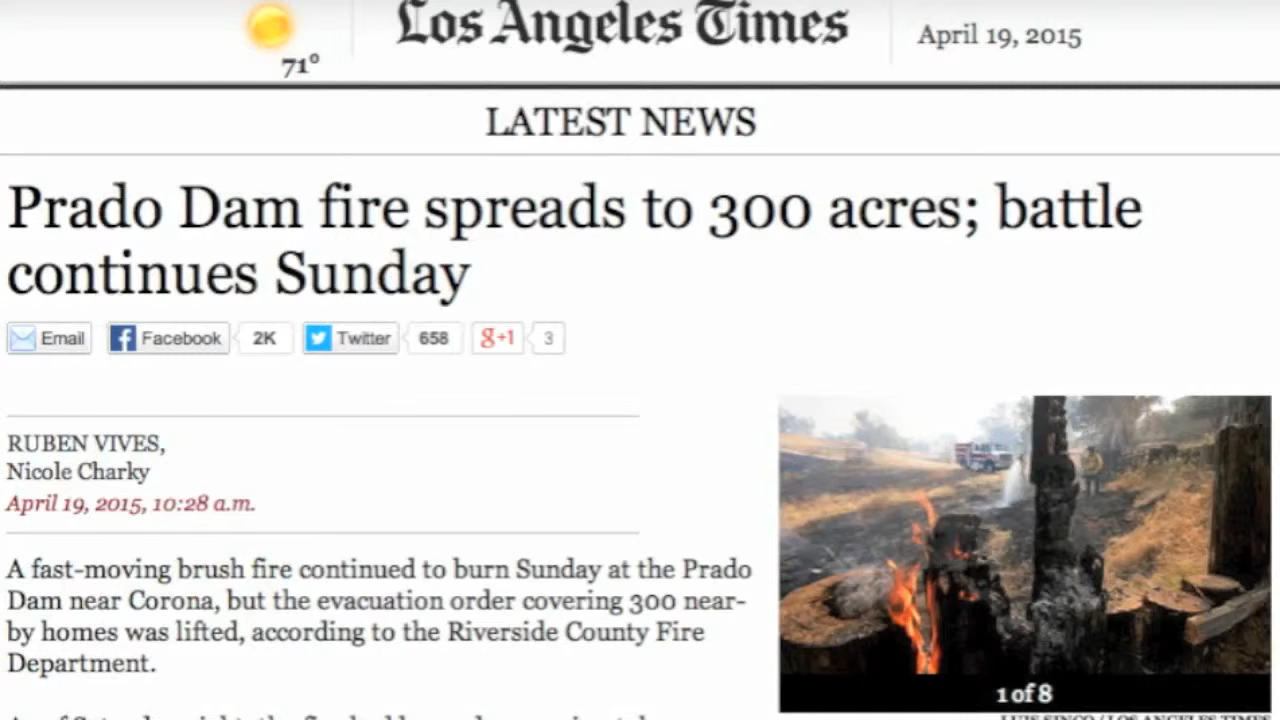 Los Angeles Times
April 19, 2015
71°
LATEST NEWS
Prado Dam fire spreads to 300 acres; battle
continues Sunday
Email
Facebook
2K
Twitter
658
g+1
3
RUBEN VIVES,
Nicole Charky
April 19, 2015, 10:28 a.m.
A fast-moving brush fire continued to burn Sunday at the Prado
Dam near Corona, but the evacuation order covering 300 near-
by homes was lifted, according to the Riverside County Fire
Department.
1 of 8